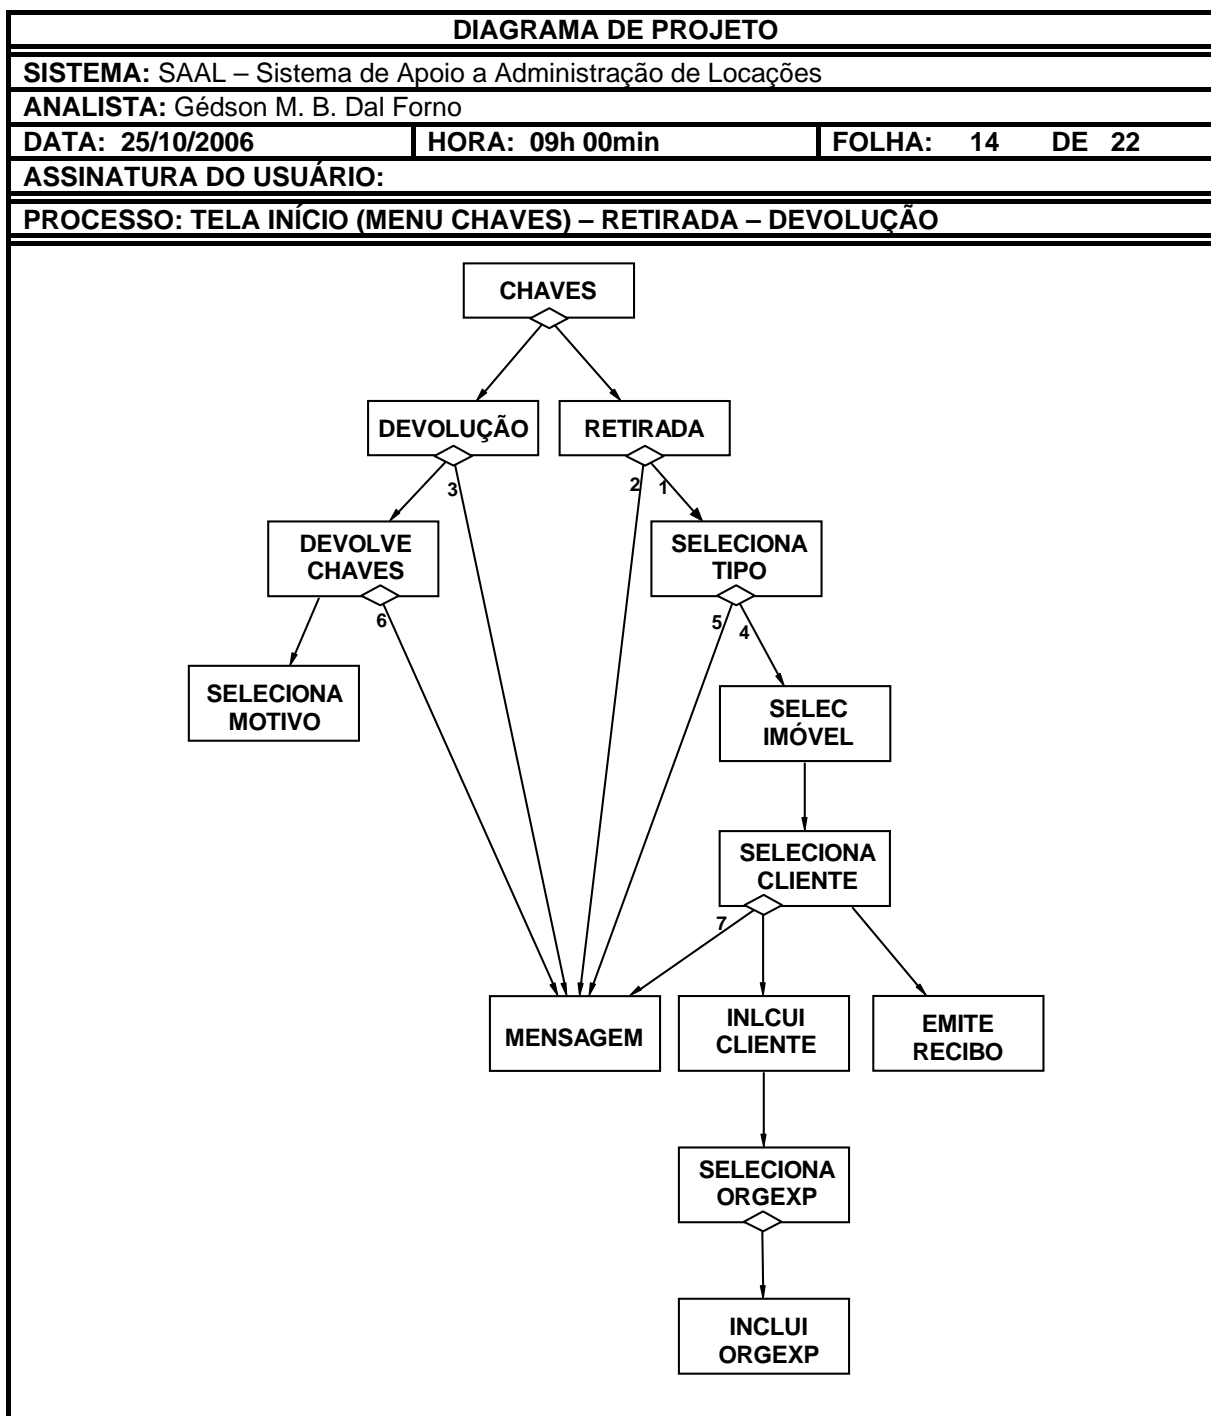 DIAGRAMA DE PROJETO
SISTEMA: SAAL – Sistema de Apoio a Administração de Locações
ANALISTA: Gédson M. B. Dal Forno
DATA: 25/10/2006 HORA: 09h 00min FOLHA: 14 DE 22
ASSINATURA DO USUÁRIO:
PROCESSO: TELA INÍCIO (MENU CHAVES) – RETIRADA – DEVOLUÇÃO
CHAVES
DEVOLUÇÃO RETIRADA
3 2 1
DEVOLVE
CHAVES
SELECIONA
TIPO
6 5 4
SELECIONA
MOTIVO
SELEC
IMÓVEL
SELECIONA
CLIENTE
7
MENSAGEM
INLCUI
CLIENTE
EMITE
RECIBO
SELECIONA
ORGEXP
INCLUI
ORGEXP